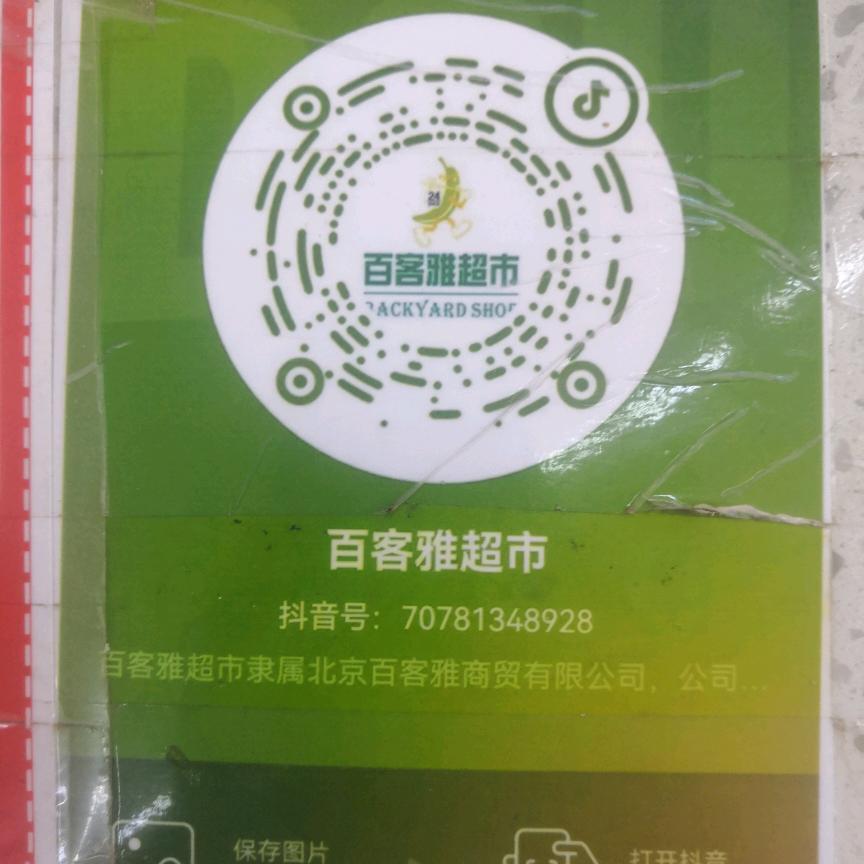 百客雅超市
BACKYARD SHOP
百客雅超市
抖音号：70781348928
百客雅超市隶属北京百客雅商贸有限公司，公司...
保存图片
打开抖音